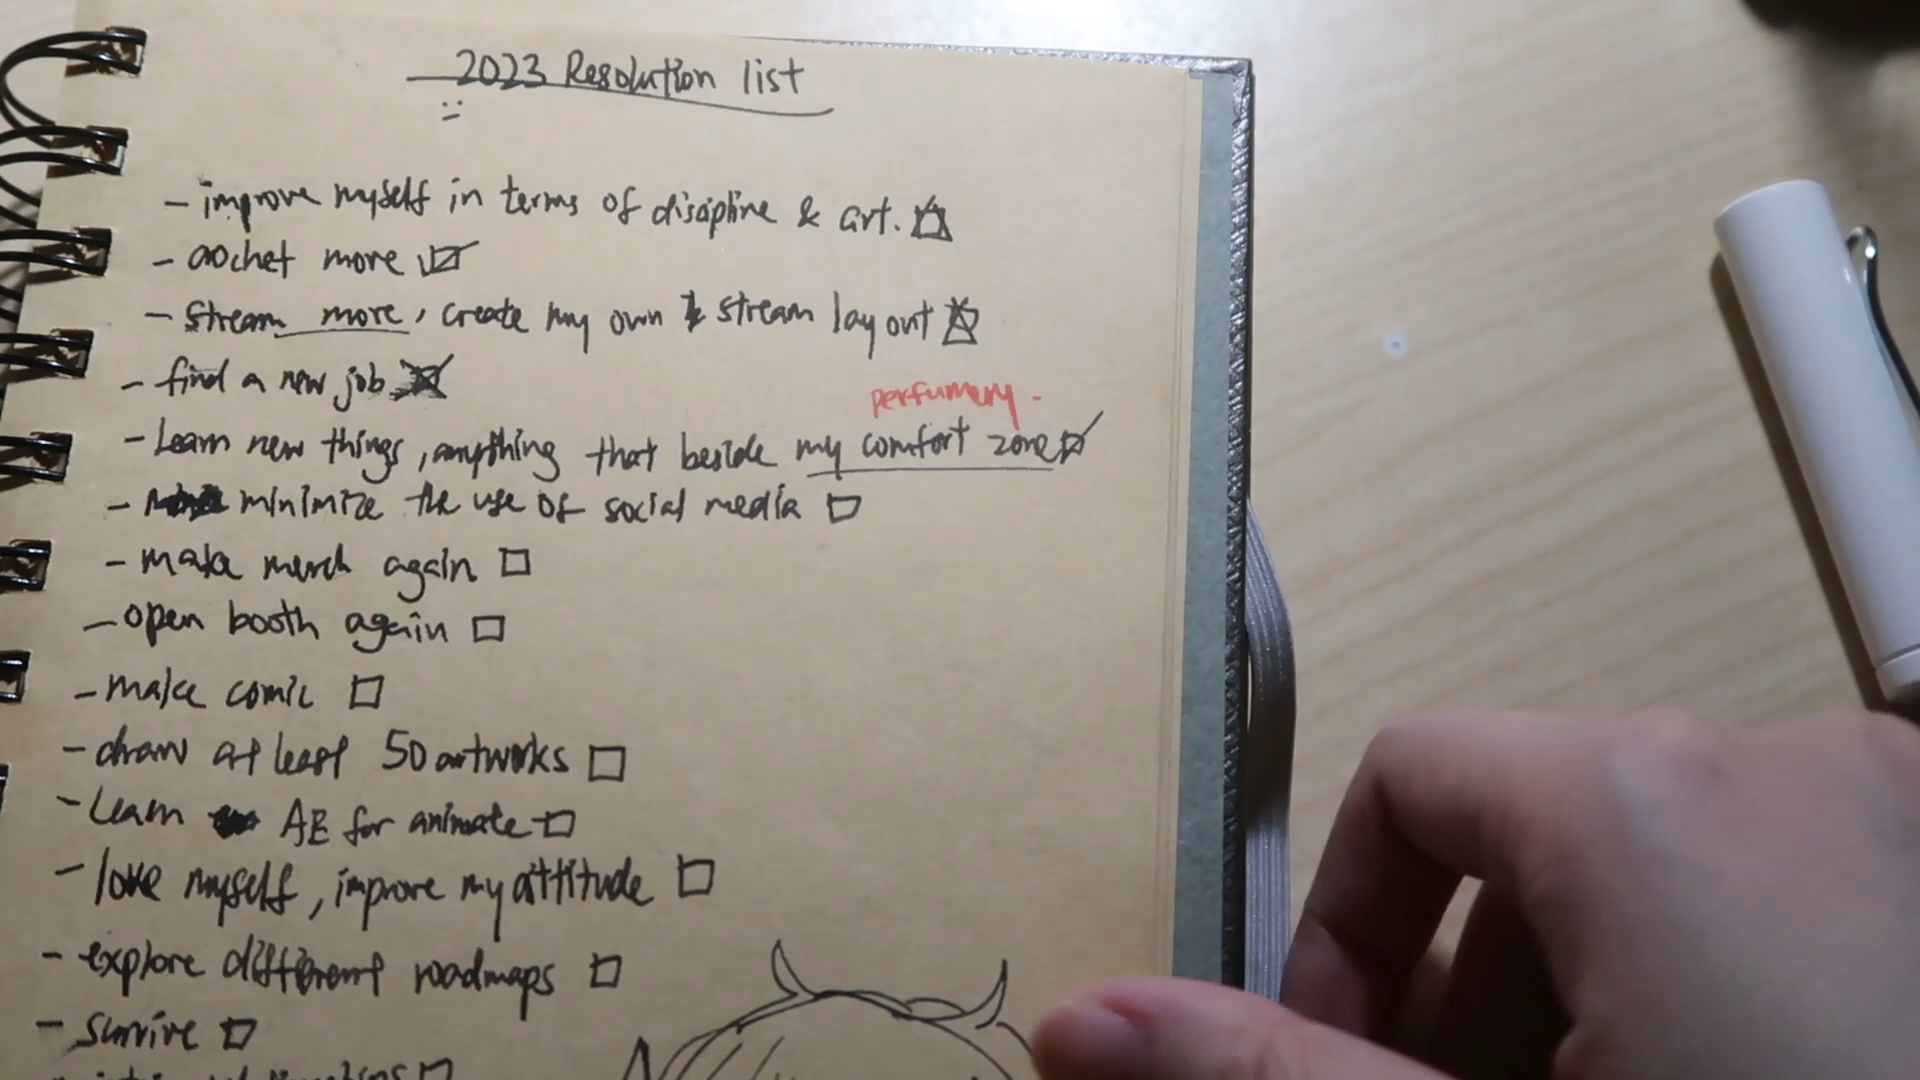 2023 Resolution list
- improve myself in terms of discipline & art.
- crochet more
- stream more, create my own stream layout
- find a new job
perfumery.
- Learn new things, anything that beside my comfort zone
- minimize the use of social media
- make merch again
- open booth again
- make comic
- draw at least 50 artworks
- Learn AE for animate
- love myself, improve my attitude
- explore different roadmaps
- survive